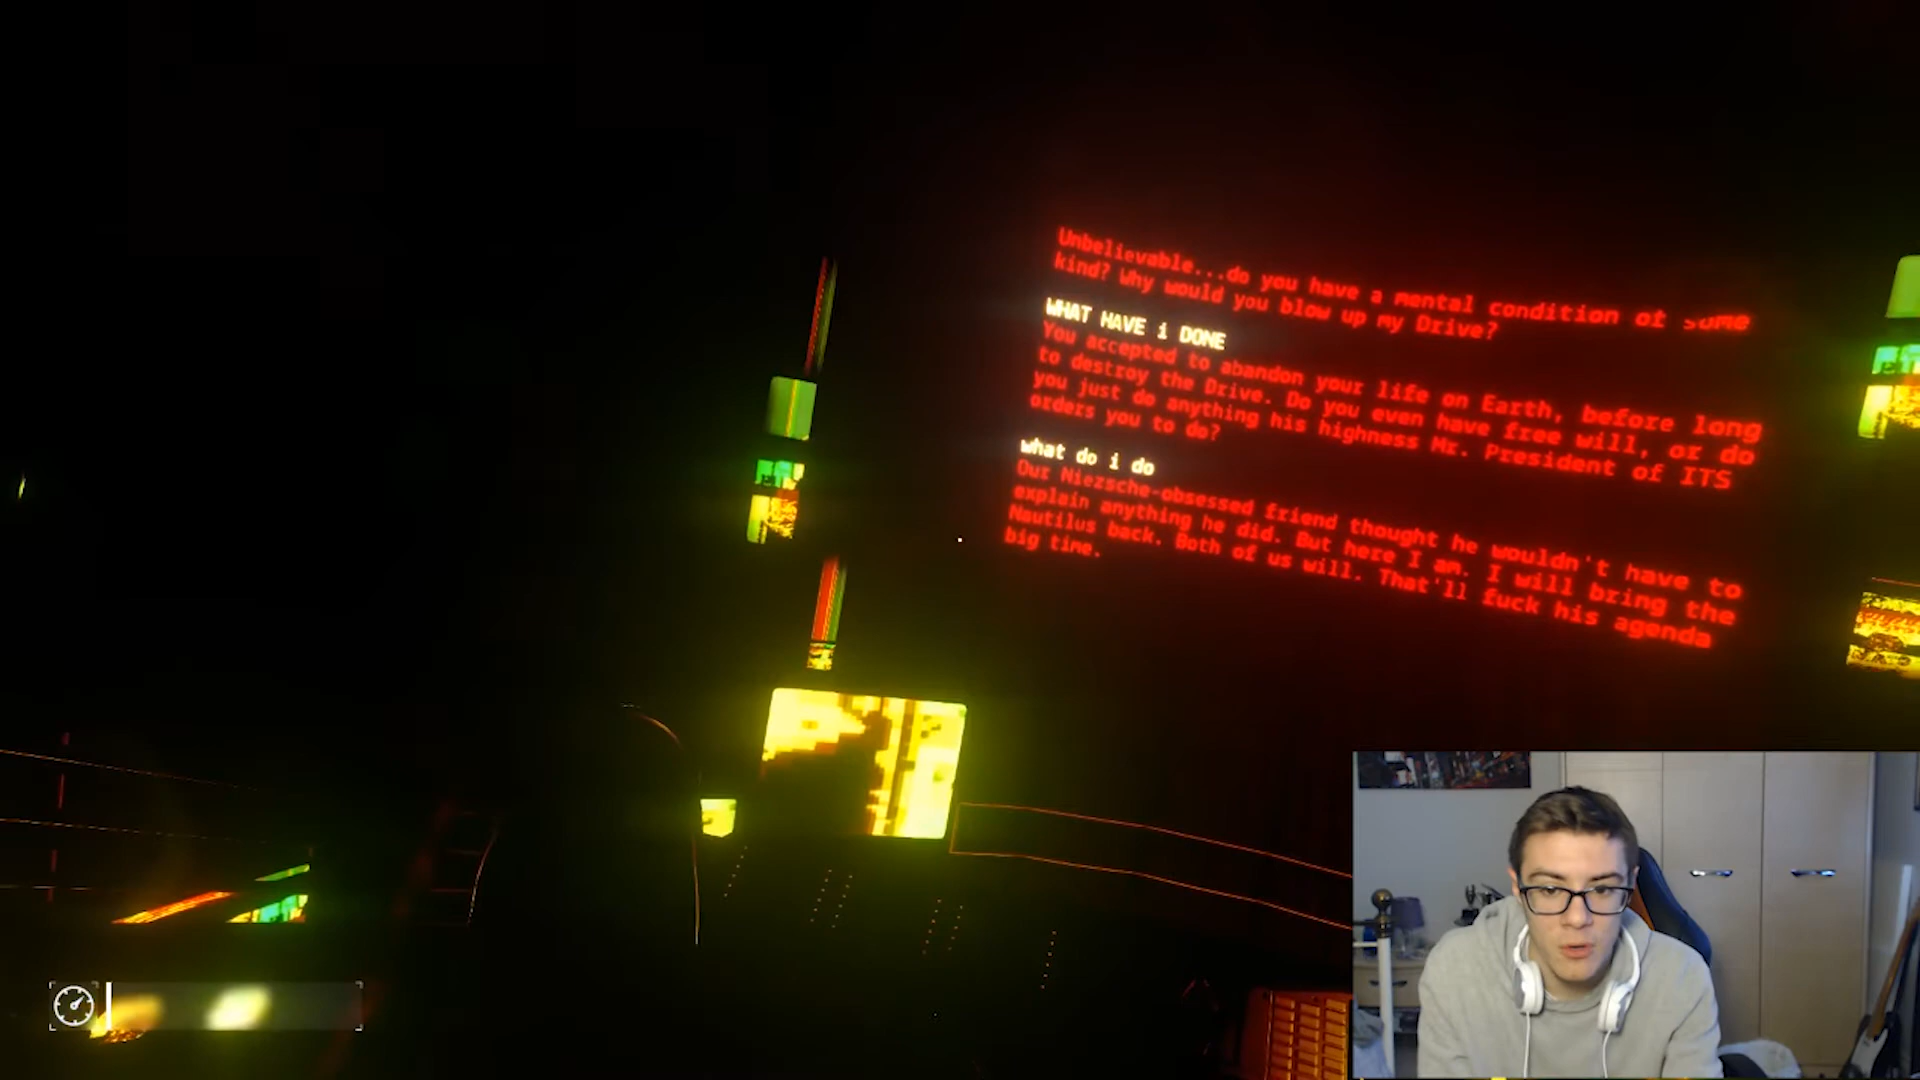 Unbelievable...do you have a mental condition of some
kind? Why would you blow up my Drive?
WHAT HAVE i DONE
You accepted to abandon your life on Earth, before long
to destroy the Drive. Do you even have free will, or do
you just do anything his highness Mr. President of ITS
orders you to do?
what do i do
Our Niezsche-obsessed friend thought he wouldn't have to
explain anything he did. But here I am. I will bring the
Nautilus back. Both of us will. That'll fuck his agenda
big time.